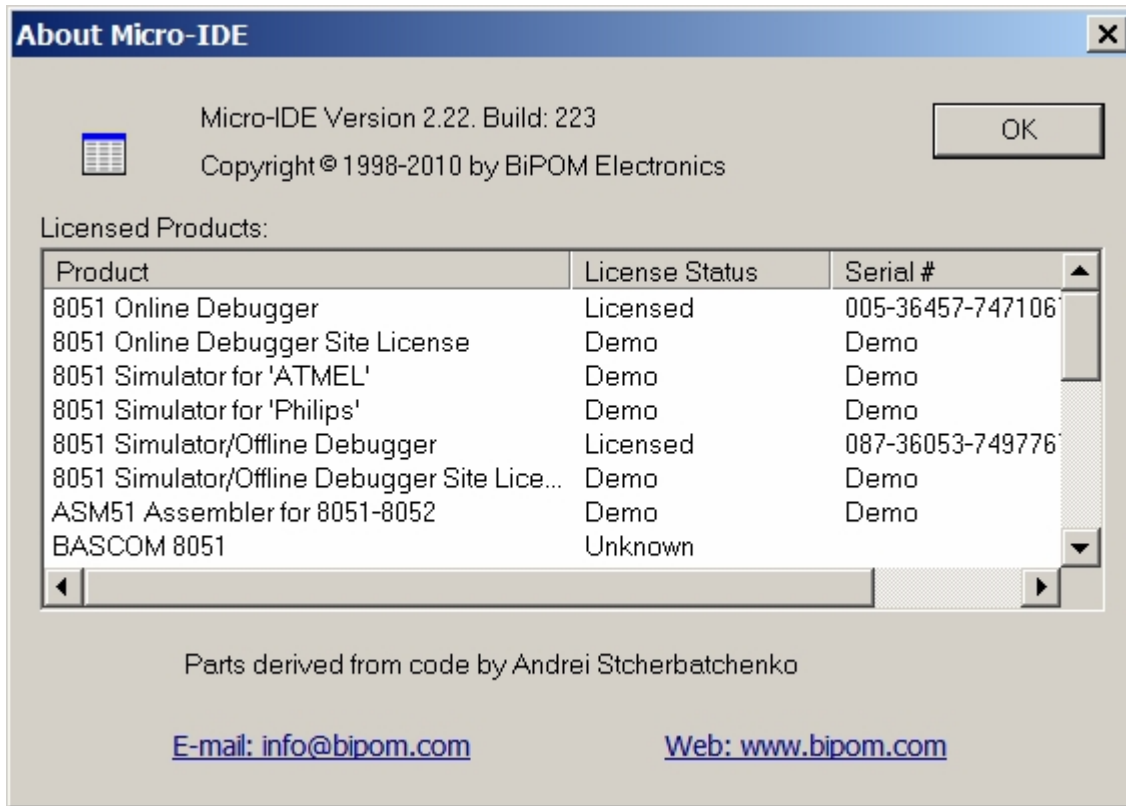 About Micro-IDE
Micro-IDE Version 2.22. Build: 223
OK
Copyright © 1998-2010 by BiPOM Electronics
Licensed Products:
Product License Status Serial #
8051 Online Debugger Licensed 005-36457-747106
8051 Online Debugger Site License Demo Demo
8051 Simulator for 'ATMEL' Demo Demo
8051 Simulator for 'Philips' Demo Demo
8051 Simulator/Offline Debugger Licensed 087-36053-749776
8051 Simulator/Offline Debugger Site Lice... Demo Demo
ASM51 Assembler for 8051-8052 Demo Demo
BASCOM 8051 Unknown
Parts derived from code by Andrei Stcherbatchenko
E-mail: info@bipom.com Web: www.bipom.com